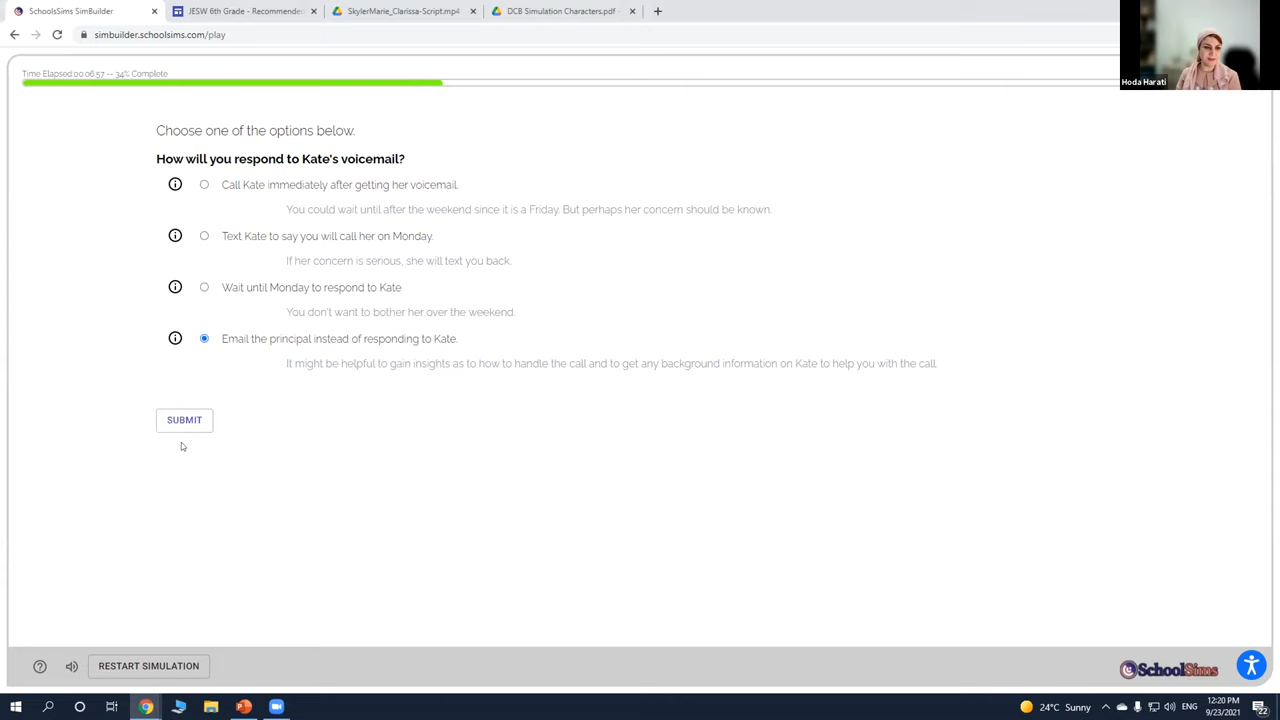 SchoolsSims SimBuilder
JESW 6th Grade - Recommended
SkylerMarie_Clarissa-Script.mp4
DCB Simulation Characters.pdf -
simbuilder.schoolsims.com/play
Time Elapsed 00:06:57 -- 34% Complete
Hoda Harati
Choose one of the options below.
How will you respond to Kate's voicemail?
Call Kate immediately after getting her voicemail.
You could wait until after the weekend since it is a Friday. But perhaps her concern should be known.
Text Kate to say you will call her on Monday.
If her concern is serious, she will text you back.
Wait until Monday to respond to Kate
You don't want to bother her over the weekend.
Email the principal instead of responding to Kate.
It might be helpful to gain insights as to how to handle the call and to get any background information on Kate to help you with the call.
SUBMIT
RESTART SIMULATION
SchoolSims
24°C Sunny
ENG
12:20 PM
9/23/2021
22